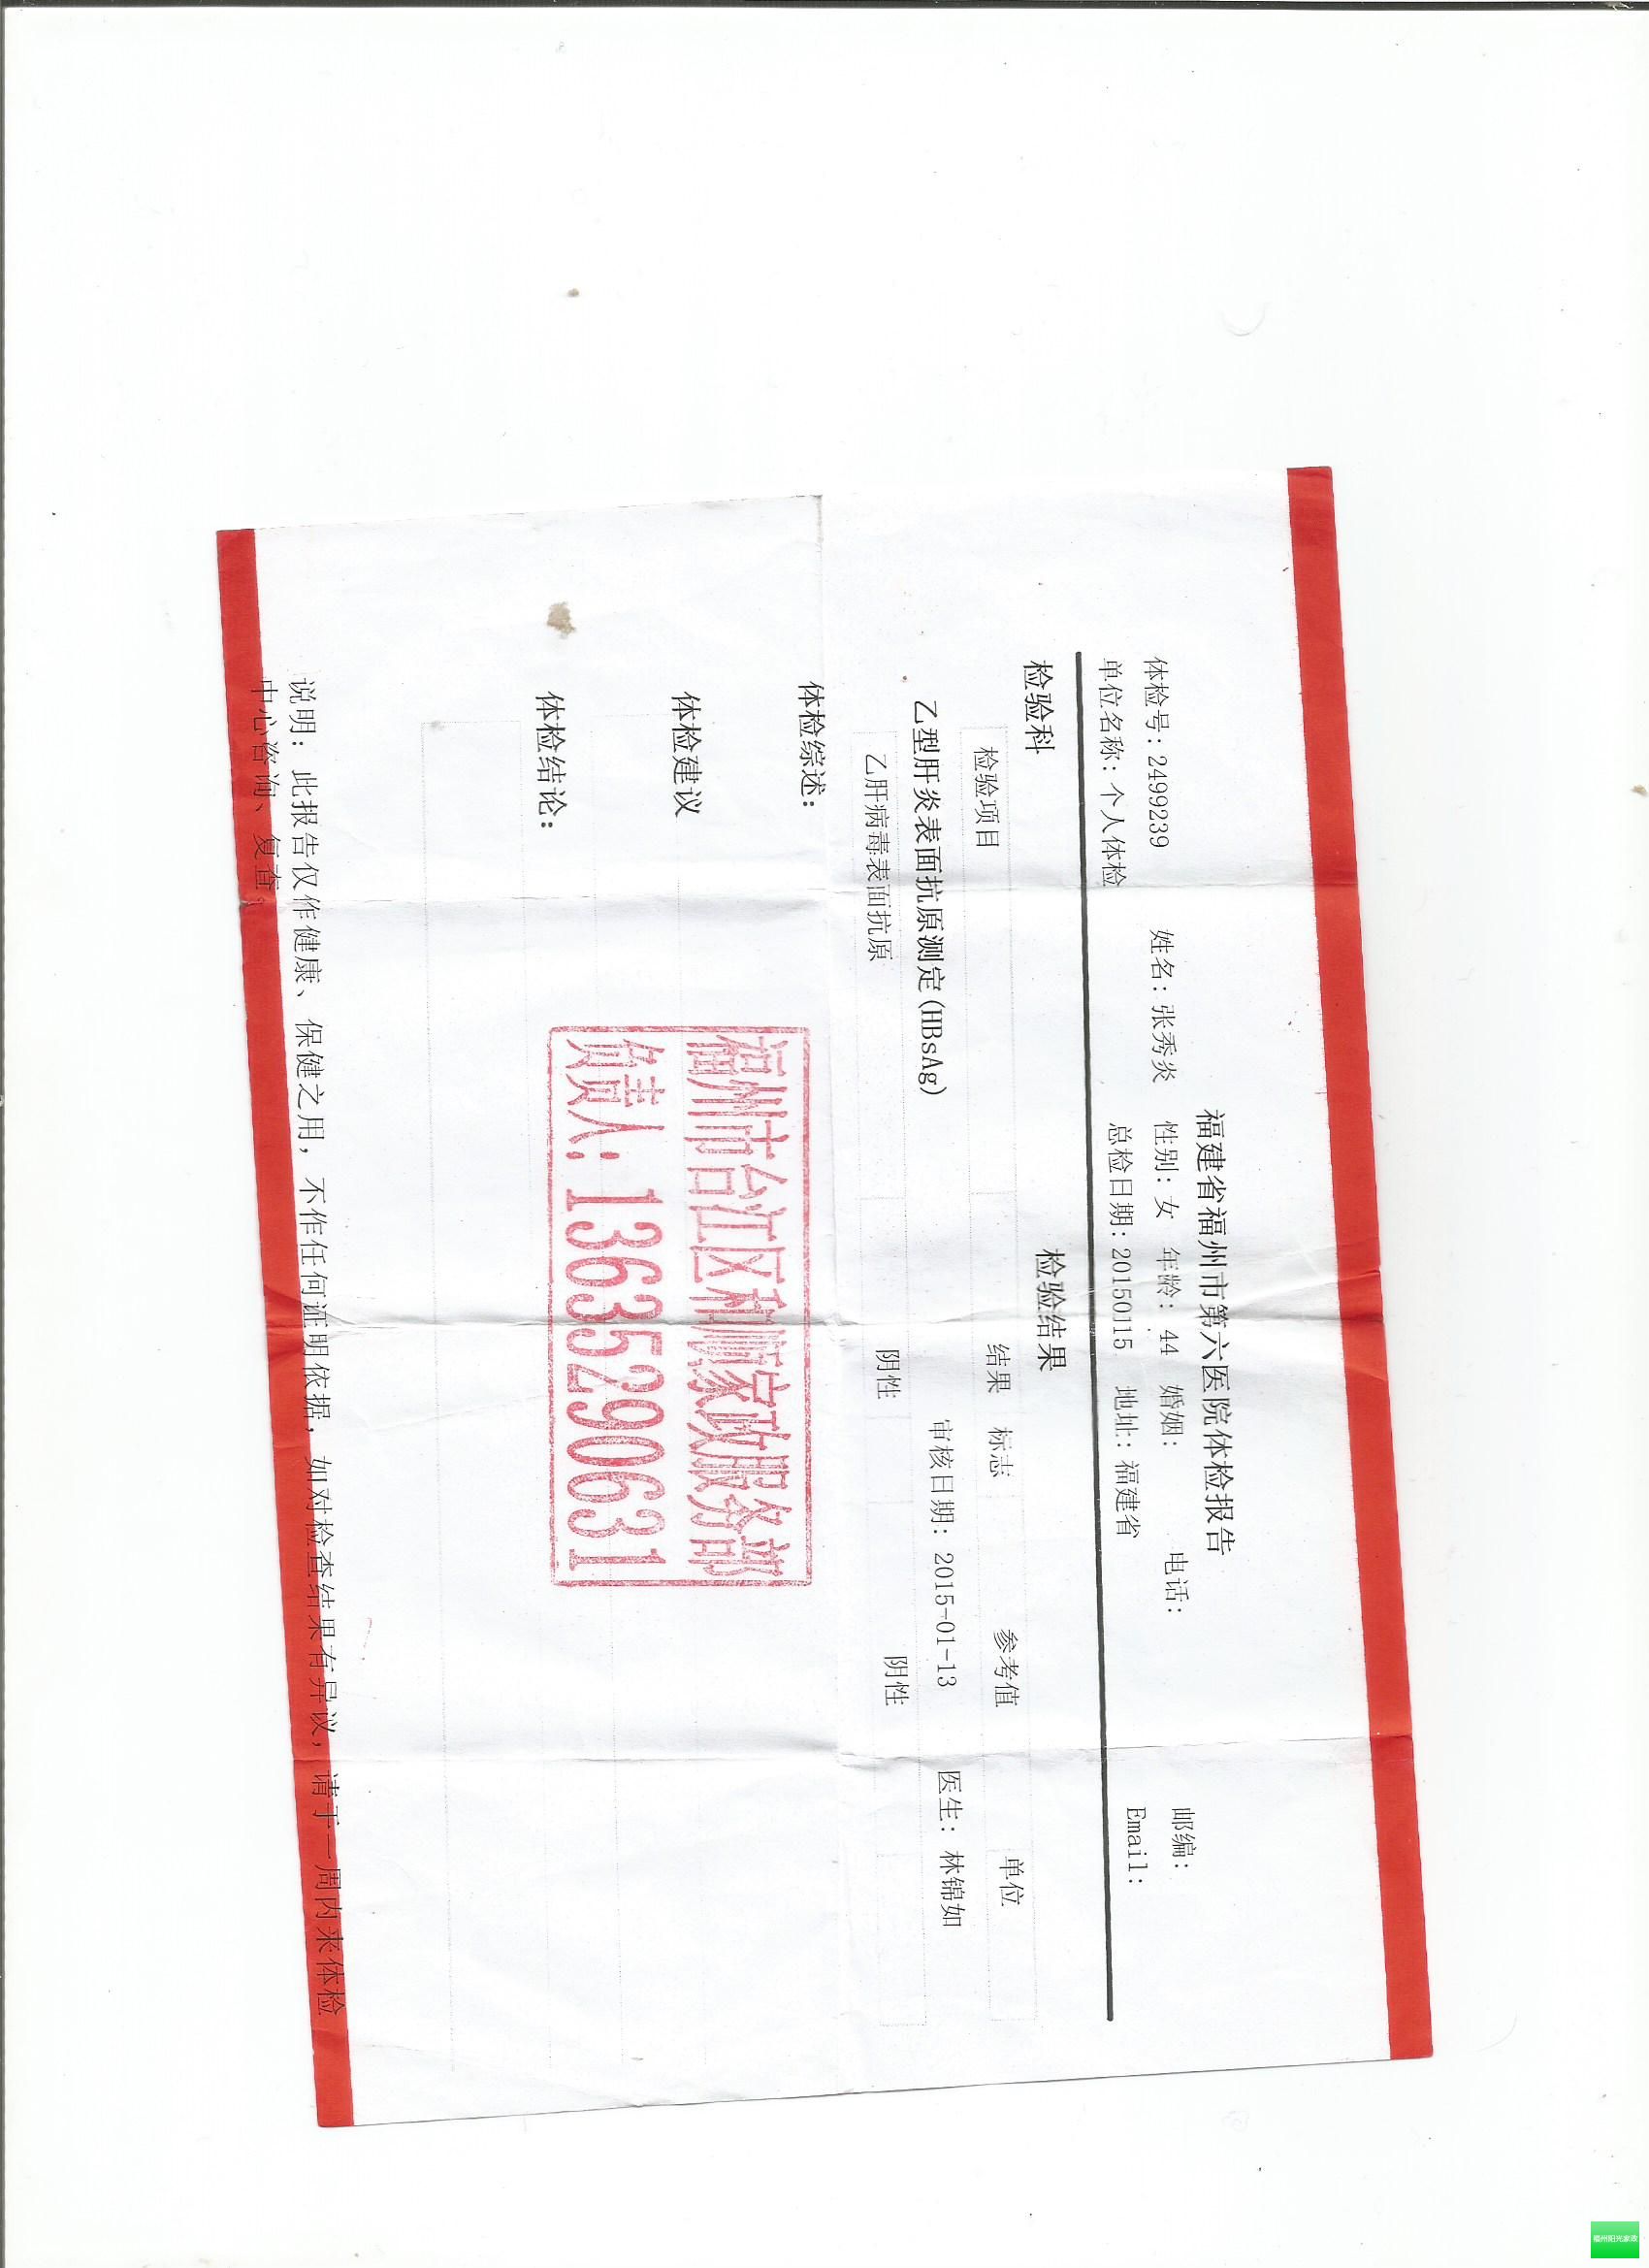 福建省福州市第六医院体检报告
体检号: 2499239 姓名: 张秀炎 性别: 女 年龄: 44 婚姻: 电话: 邮编:
单位名称: 个人体检 总检日期: 20150115 地址: 福建省 Email:
检验科 检验结果
检验项目 结果 标志 参考值 单位
乙型肝炎表面抗原测定(HBsAg) 审核日期: 2015-01-13 医生: 林锦如
乙肝病毒表面抗原 阴性 阴性
体检综述:
体检建议
体检结论:
福州市台江区和顺家政服务部
负责人: 13635290631
说明: 此报告仅作健康、保健之用, 不作任何证明依据, 如对检查结果有异议, 请于一周内来体检
中心咨询、复查。
福州阳光家政